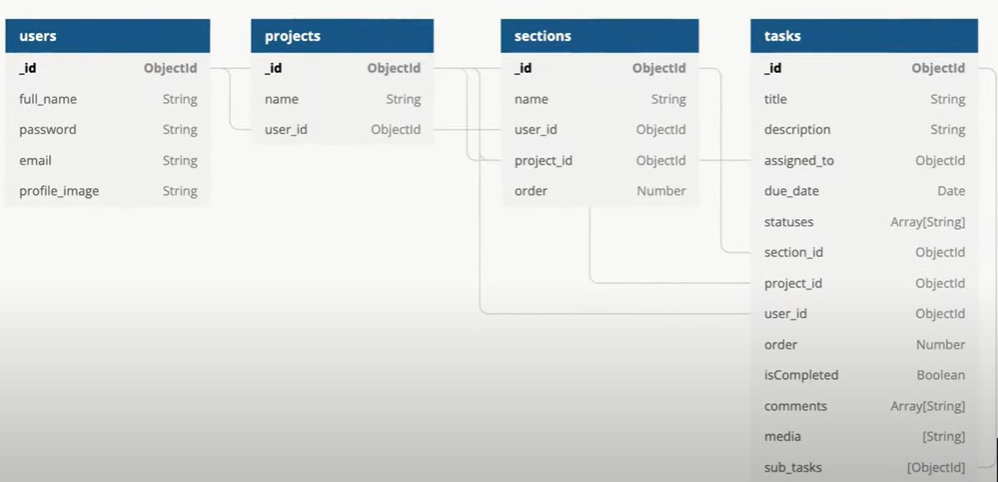 users
_id ObjectId
full_name String
password String
email String
profile_image String
projects
_id ObjectId
name String
user_id ObjectId
sections
_id ObjectId
name String
user_id ObjectId
project_id ObjectId
order Number
tasks
_id ObjectId
title String
description String
assigned_to ObjectId
due_date Date
statuses Array[String]
section_id ObjectId
project_id ObjectId
user_id ObjectId
order Number
isCompleted Boolean
comments Array[String]
media [String]
sub_tasks [ObjectId]